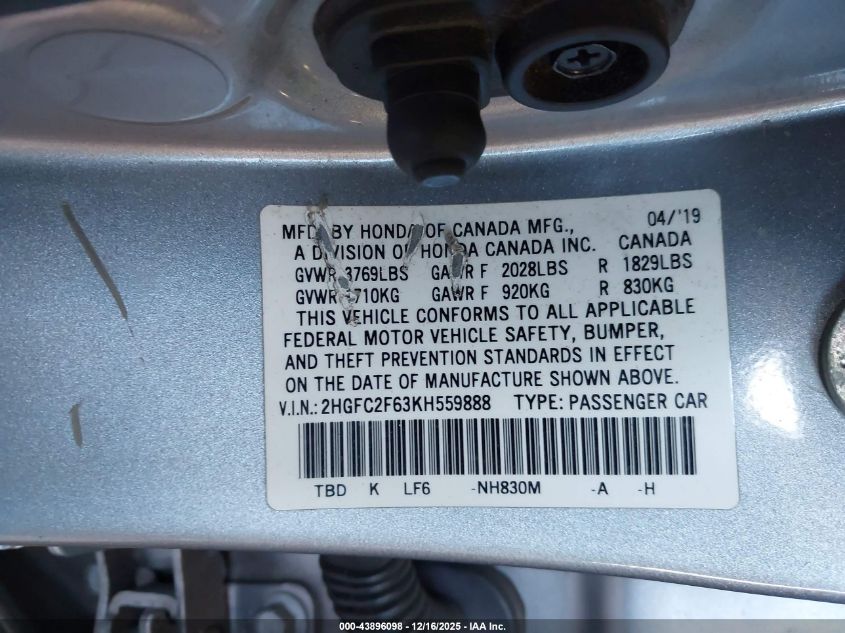 MFD. BY HONDA OF CANADA MFG., 04/'19
A DIVISION OF HONDA CANADA INC. CANADA
GVWR 3769LBS GAWR F 2028LBS R 1829LBS
GVWR 1710KG GAWR F 920KG R 830KG
THIS VEHICLE CONFORMS TO ALL APPLICABLE
FEDERAL MOTOR VEHICLE SAFETY, BUMPER,
AND THEFT PREVENTION STANDARDS IN EFFECT
ON THE DATE OF MANUFACTURE SHOWN ABOVE.
V.I.N.: 2HGFC2F63KH559888 TYPE: PASSENGER CAR
TBD K LF6 -NH830M -A -H
000-43896098 - 12/16/2025 - IAA Inc.